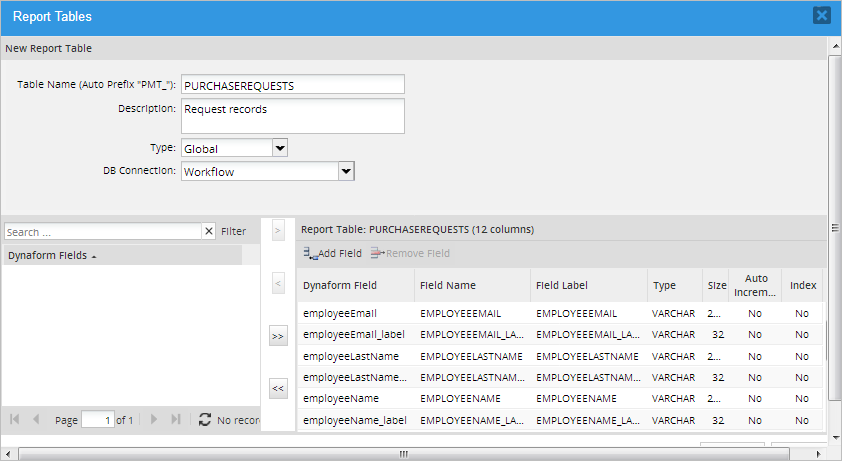 Report Tables
New Report Table
Table Name (Auto Prefix "PMT_"): PURCHASEREQUESTS
Description: Request records
Type: Global
DB Connection: Workflow
Search ... Filter
Dynaform Fields
Page 1 of 1 No recor
>
<
>>
<<
Report Table: PURCHASEREQUESTS (12 columns)
Add Field Remove Field
Dynaform Field Field Name Field Label Type Size Auto Increm... Index
employeeEmail EMPLOYEEEMAIL EMPLOYEEEMAIL VARCHAR 2... No No
employeeEmail_label EMPLOYEEEMAIL_LA... EMPLOYEEEMAIL_LA... VARCHAR 32 No No
employeeLastName EMPLOYEELASTNAME EMPLOYEELASTNAME VARCHAR 2... No No
employeeLastName... EMPLOYEELASTNAM... EMPLOYEELASTNAM... VARCHAR 32 No No
employeeName EMPLOYEENAME EMPLOYEENAME VARCHAR 2... No No
employeeName_label EMPLOYEENAME_LA... EMPLOYEENAME_LA... VARCHAR 32 No No